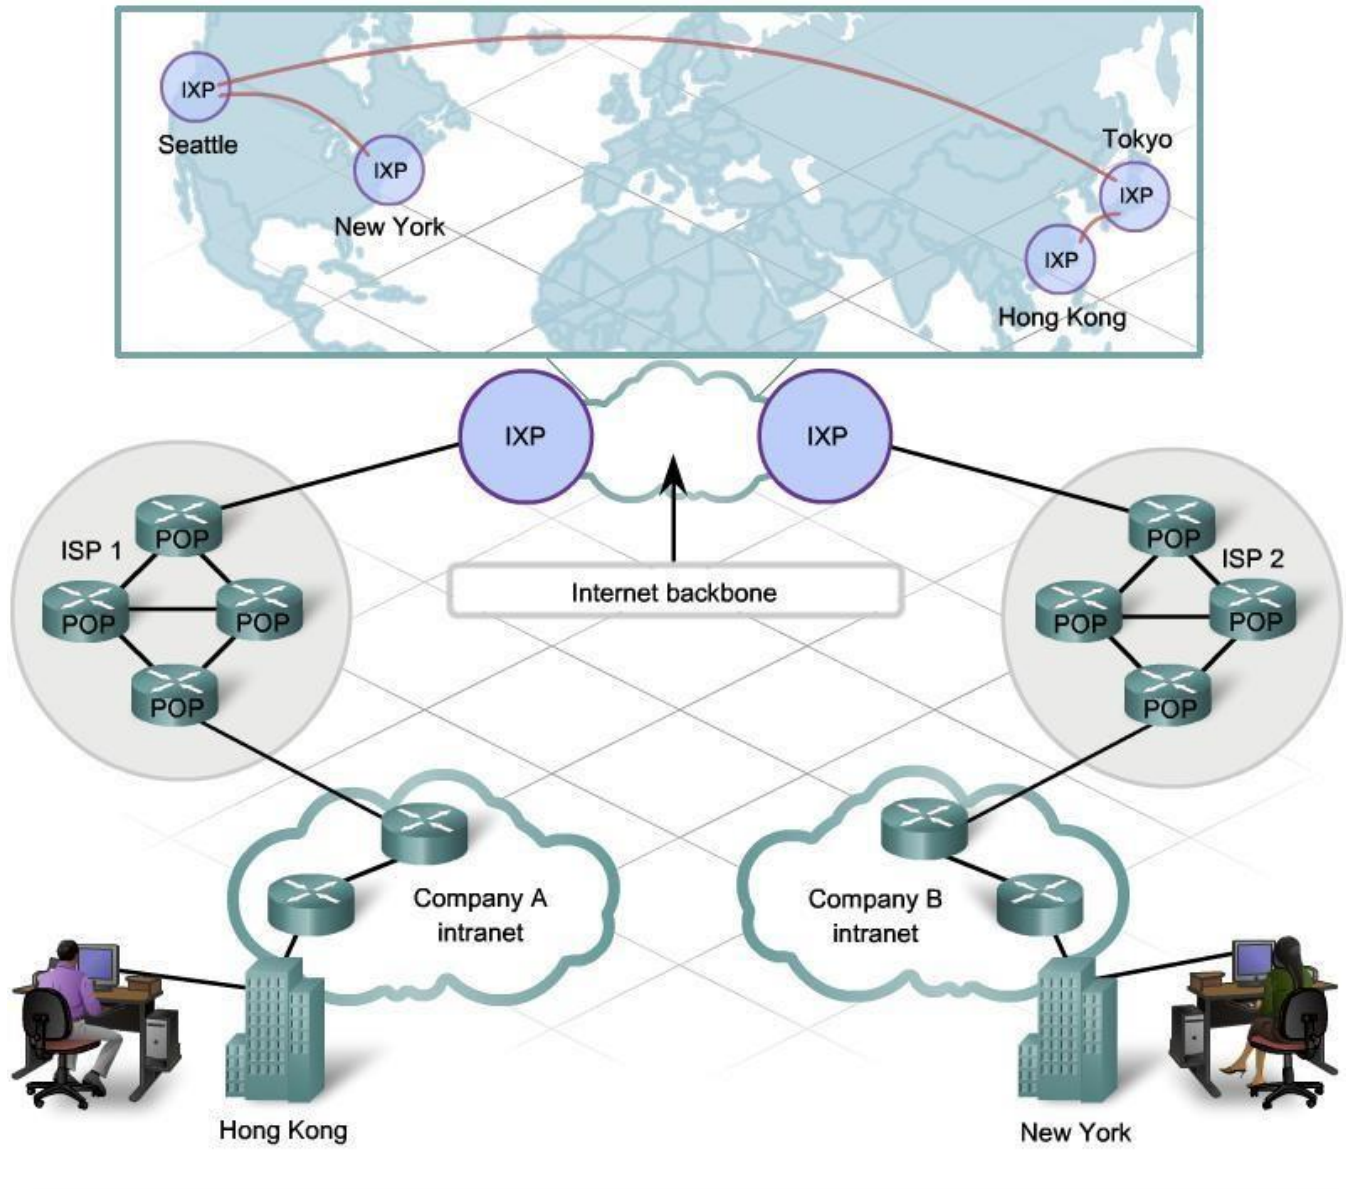 IXP
Seattle
IXP
New York
Tokyo
IXP
IXP
Hong Kong
IXP
IXP
Internet backbone
ISP 1
POP
POP
POP
POP
ISP 2
POP
POP
POP
POP
Company A
intranet
Company B
intranet
Hong Kong
New York